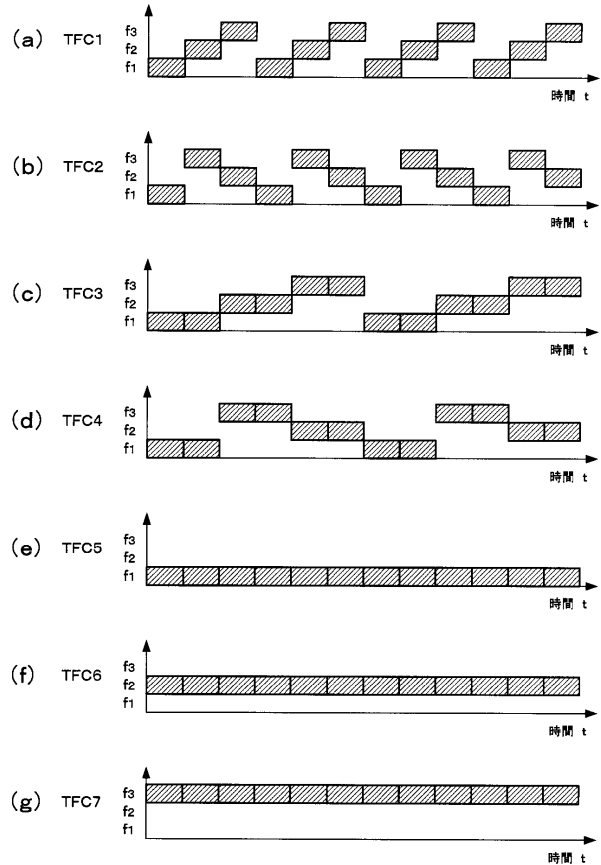 (a) TFC1
f3
f2
f1
時間 t
(b) TFC2
f3
f2
f1
時間 t
(c) TFC3
f3
f2
f1
時間 t
(d) TFC4
f3
f2
f1
時間 t
(e) TFC5
f3
f2
f1
時間 t
(f) TFC6
f3
f2
f1
時間 t
(g) TFC7
f3
f2
f1
時間 t